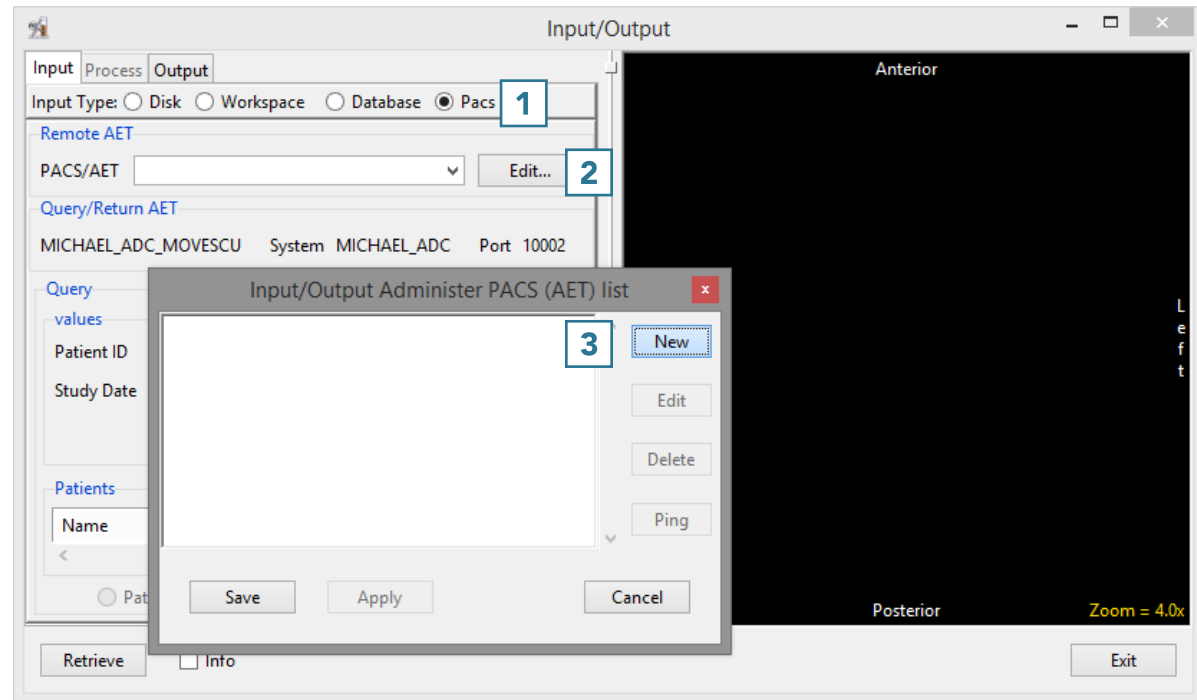 Input/Output
Input Process Output
Input Type: Disk Workspace Database Pacs 1
Remote AET
PACS/AET Edit... 2
Query/Return AET
MICHAEL_ADC_MOVESCU System MICHAEL_ADC Port 10002
Query
values
Patient ID
Study Date
Patients
Name
Pat
Retrieve Info
Input/Output Administer PACS (AET) list
3 New
Edit
Delete
Ping
Save Apply Cancel
Anterior
Left
Posterior Zoom = 4.0x
Exit